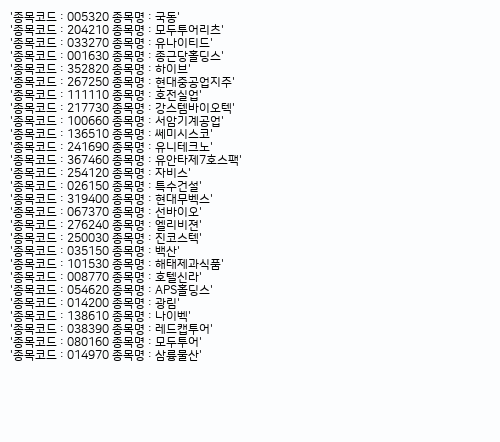 '종목코드 : 005320 종목명 : 국동'
'종목코드 : 204210 종목명 : 모두투어리츠'
'종목코드 : 033270 종목명 : 유나이티드'
'종목코드 : 001630 종목명 : 종근당홀딩스'
'종목코드 : 352820 종목명 : 하이브'
'종목코드 : 267250 종목명 : 현대중공업지주'
'종목코드 : 111110 종목명 : 호전실업'
'종목코드 : 217730 종목명 : 강스템바이오텍'
'종목코드 : 100660 종목명 : 서암기계공업'
'종목코드 : 136510 종목명 : 쎄미시스코'
'종목코드 : 241690 종목명 : 유니테크노'
'종목코드 : 367460 종목명 : 유안타제7호스팩'
'종목코드 : 254120 종목명 : 자비스'
'종목코드 : 026150 종목명 : 특수건설'
'종목코드 : 319400 종목명 : 현대무벡스'
'종목코드 : 067370 종목명 : 선바이오'
'종목코드 : 276240 종목명 : 엘리비젼'
'종목코드 : 250030 종목명 : 진코스텍'
'종목코드 : 035150 종목명 : 백산'
'종목코드 : 101530 종목명 : 해태제과식품'
'종목코드 : 008770 종목명 : 호텔신라'
'종목코드 : 054620 종목명 : APS홀딩스'
'종목코드 : 014200 종목명 : 광림'
'종목코드 : 138610 종목명 : 나이벡'
'종목코드 : 038390 종목명 : 레드캡투어'
'종목코드 : 080160 종목명 : 모두투어'
'종목코드 : 014970 종목명 : 삼륭물산'